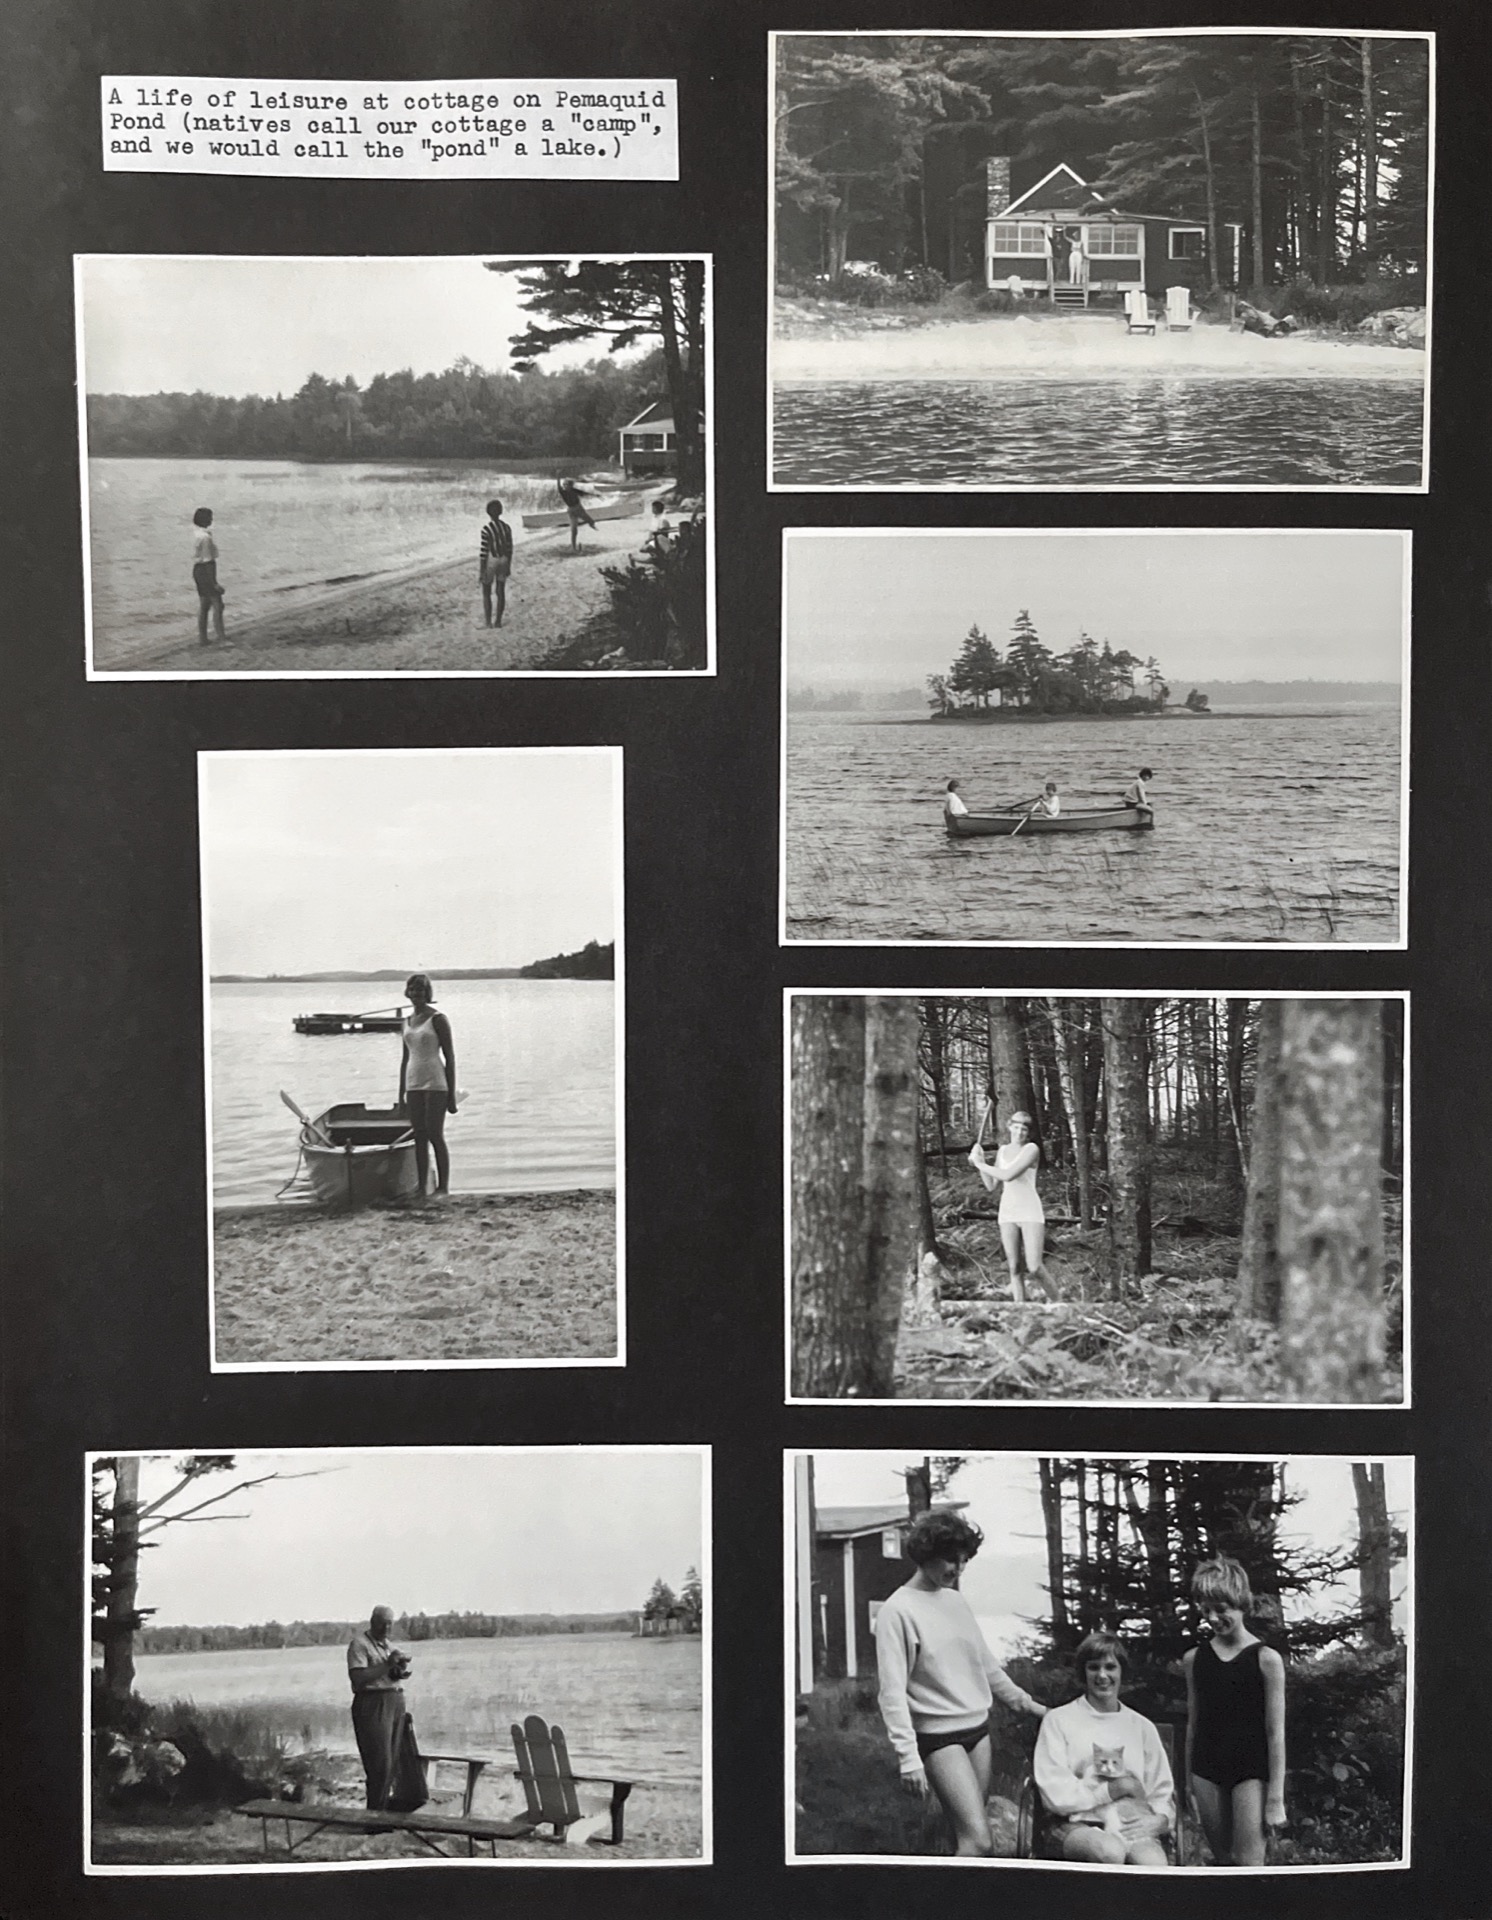 A life of leisure at cottage on Pemaquid
Pond (natives call our cottage a "camp",
and we would call the "pond" a lake.)